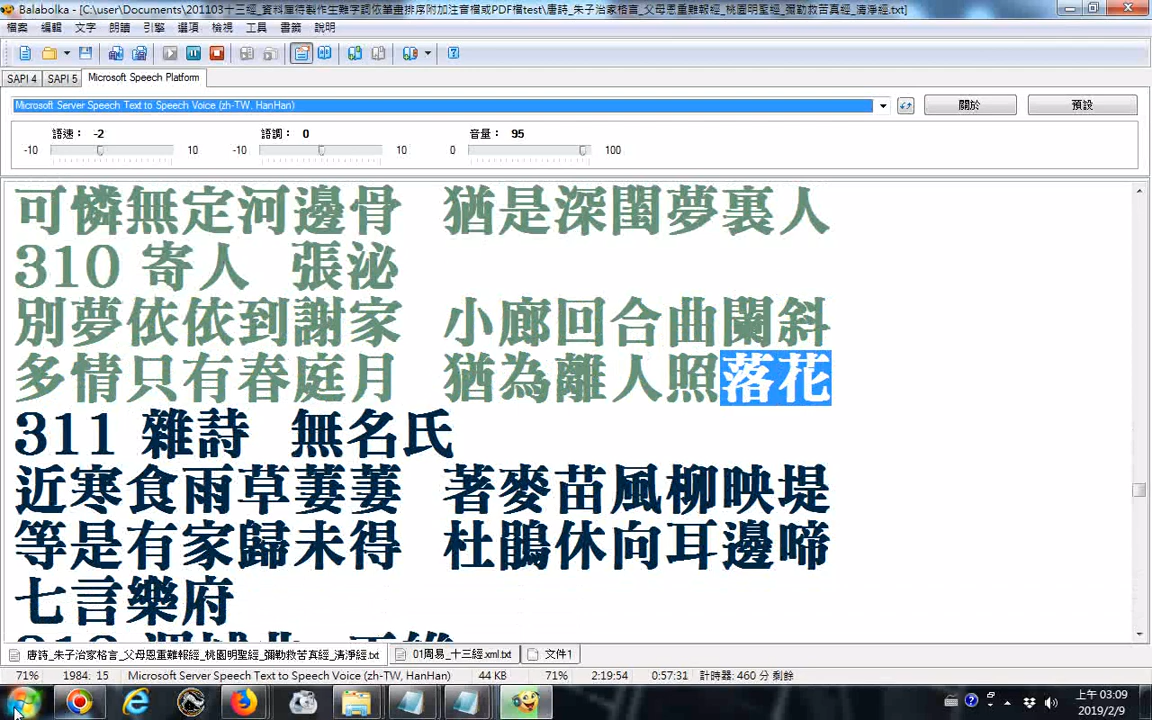 Balabolka - [C:\user\Documents\201103十三經_資料庫得製作生難字詞依筆畫排序附加注音檔或PDF檔test\唐詩_朱子治家格言_父母恩重難報經_桃園明聖經_彌勒救苦真經_清淨經.txt]
檔案 編輯 文字 朗讀 引擎 選項 檢視 工具 書籤 說明
SAPI 4 SAPI 5 Microsoft Speech Platform
Microsoft Server Speech Text to Speech Voice (zh-TW, HanHan) 關於 預設
語速： -2 語調： 0 音量： 95
-10 10 -10 10 0 100
可憐無定河邊骨 猶是深閨夢裏人
310 寄人 張泌
別夢依依到謝家 小廊回合曲闌斜
多情只有春庭月 猶為離人照落花
311 雜詩 無名氏
近寒食雨草萋萋 著麥苗風柳映堤
等是有家歸未得 杜鵑休向耳邊啼
七言樂府
唐詩_朱子治家格言_父母恩重難報經_桃園明聖經_彌勒救苦真經_清淨經.txt 01周易_十三經.xml.txt 文件1
71% 1984: 15 Microsoft Server Speech Text to Speech Voice (zh-TW, HanHan) 44 KB 71% 2:19:54 0:57:31 計時器: 460 分 剩餘
上午 03:09
2019/2/9